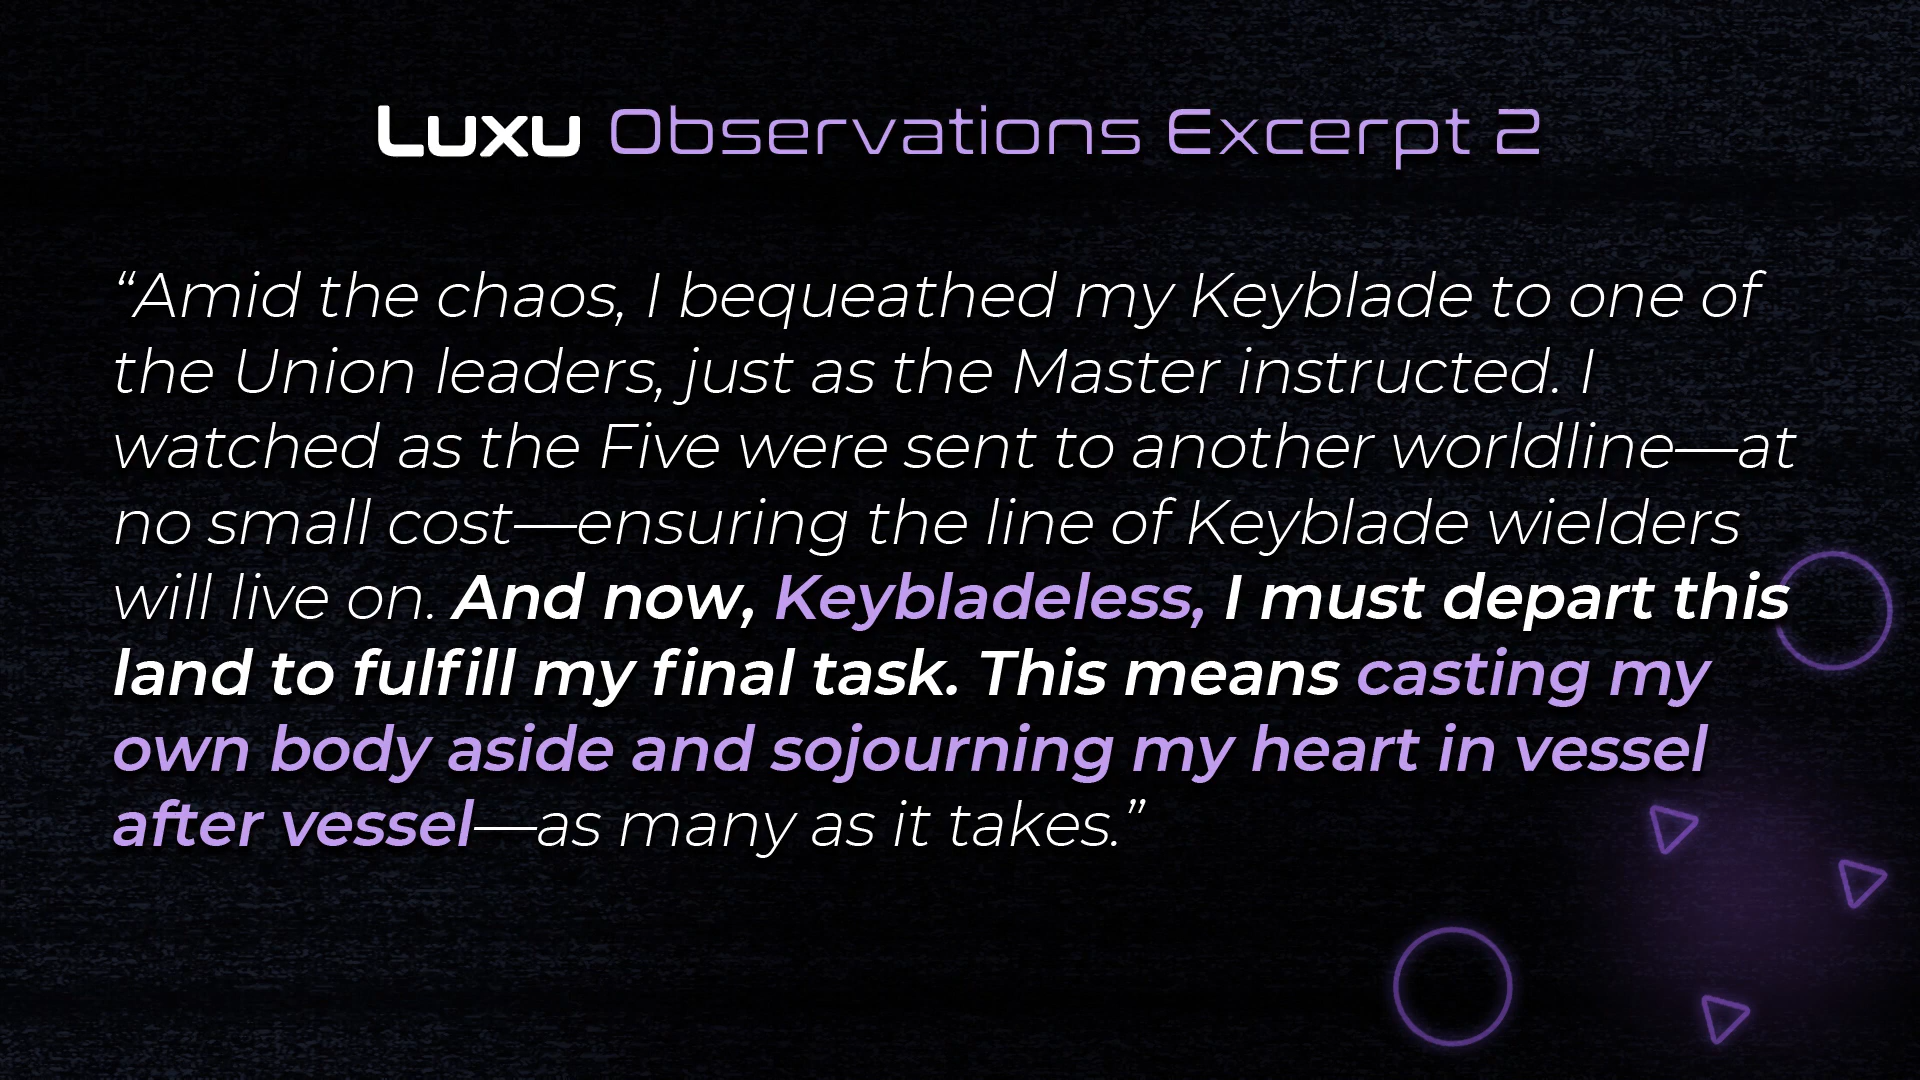 Luxu Observations Excerpt 2
“Amid the chaos, I bequeathed my Keyblade to one of
the Union leaders, just as the Master instructed. I
watched as the Five were sent to another worldline—at
no small cost—ensuring the line of Keyblade wielders
will live on. And now, Keybladeless, I must depart this
land to fulfill my final task. This means casting my
own body aside and sojourning my heart in vessel
after vessel—as many as it takes.”